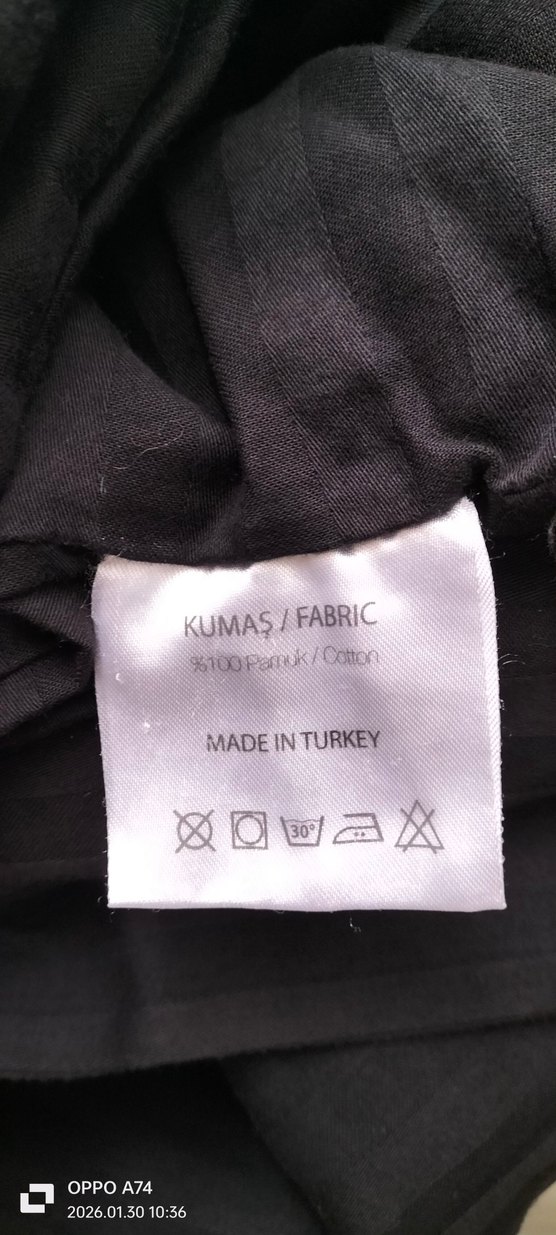 KUMAŞ / FABRIC
%100 Pamuk / Cotton
MADE IN TURKEY
30°
OPPO A74
2026.01.30 10:36